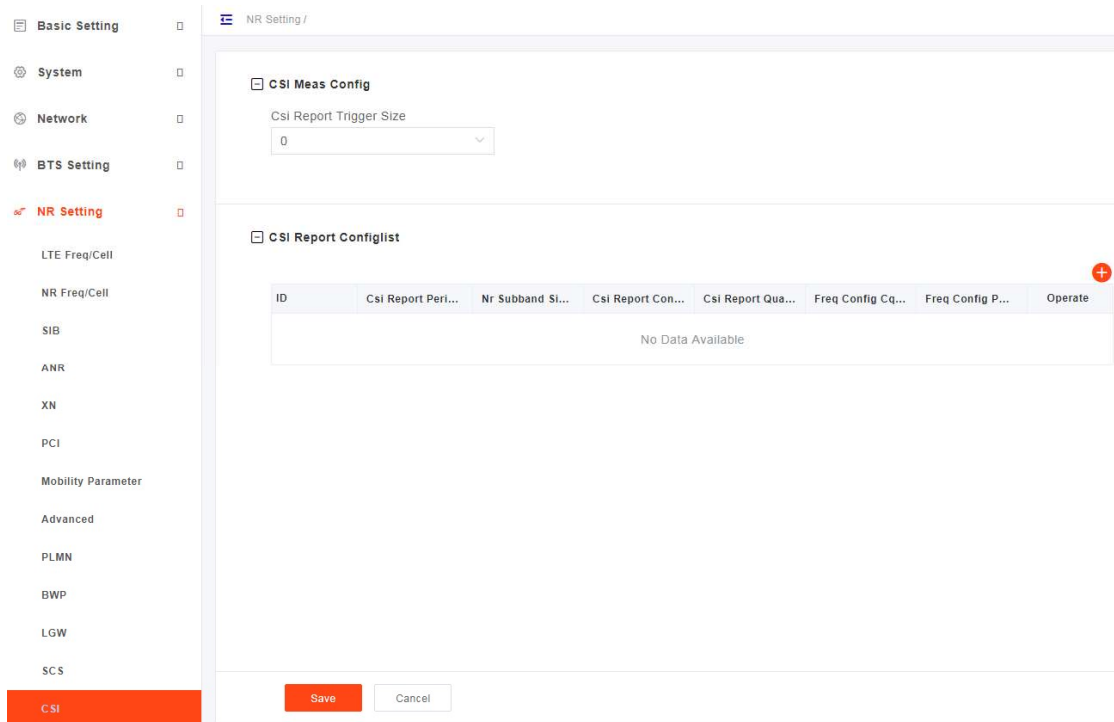 Basic Setting
System
Network
BTS Setting
NR Setting
LTE Freq/Cell
NR Freq/Cell
SIB
ANR
XN
PCI
Mobility Parameter
Advanced
PLMN
BWP
LGW
SCS
CSI
NR Setting /
CSI Meas Config
Csi Report Trigger Size
0
CSI Report Configlist
ID Csi Report Peri... Nr Subband Si... Csi Report Con... Csi Report Qua... Freq Config Cq... Freq Config P... Operate
No Data Available
Save Cancel